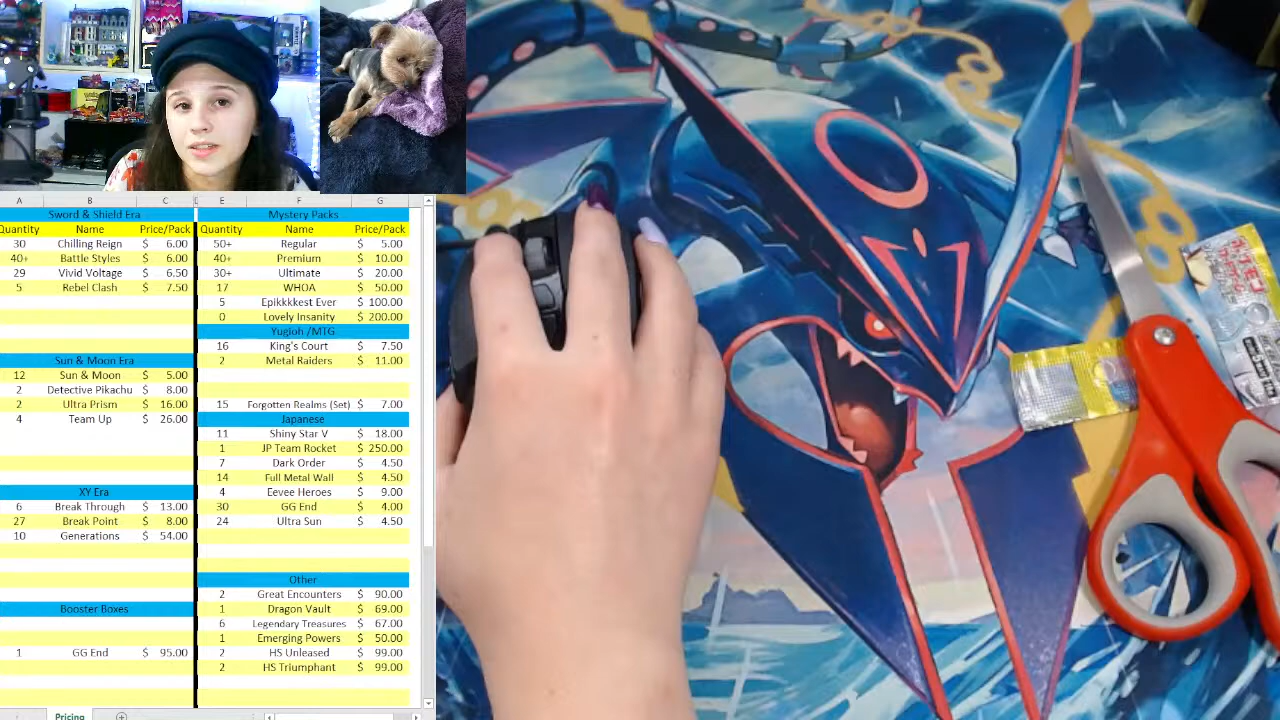 A B C E F G
Sword & Shield Era
Quantity Name Price/Pack
30 Chilling Reign $ 6.00
40+ Battle Styles $ 6.00
29 Vivid Voltage $ 6.50
5 Rebel Clash $ 7.50
Sun & Moon Era
12 Sun & Moon $ 5.00
2 Detective Pikachu $ 8.00
2 Ultra Prism $ 16.00
4 Team Up $ 26.00
XY Era
6 Break Through $ 13.00
27 Break Point $ 8.00
10 Generations $ 54.00
Booster Boxes
1 GG End $ 95.00
Mystery Packs
Quantity Name Price/Pack
50+ Regular $ 5.00
40+ Premium $ 10.00
30+ Ultimate $ 20.00
17 WHOA $ 50.00
5 Epikkkkest Ever $ 100.00
0 Lovely Insanity $ 200.00
Yugioh /MTG
16 King's Court $ 7.50
2 Metal Raiders $ 11.00
15 Forgotten Realms (Set) $ 7.00
Japanese
11 Shiny Star V $ 18.00
1 JP Team Rocket $ 250.00
7 Dark Order $ 4.50
14 Full Metal Wall $ 4.50
4 Eevee Heroes $ 9.00
30 GG End $ 4.00
24 Ultra Sun $ 4.50
Other
2 Great Encounters $ 90.00
1 Dragon Vault $ 69.00
6 Legendary Treasures $ 67.00
1 Emerging Powers $ 50.00
2 HS Unleased $ 99.00
2 HS Triumphant $ 99.00
Pricing